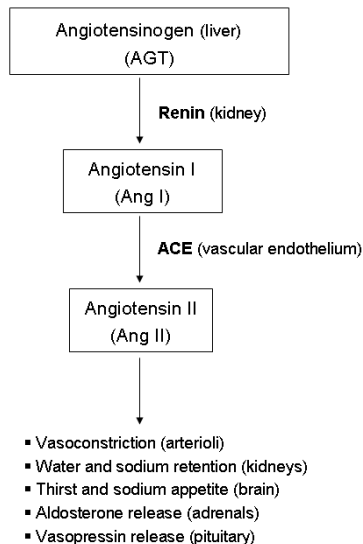 Angiotensinogen (liver)
(AGT)
Renin (kidney)
Angiotensin I
(Ang I)
ACE (vascular endothelium)
Angiotensin II
(Ang II)
▪ Vasoconstriction (arterioli)
▪ Water and sodium retention (kidneys)
▪ Thirst and sodium appetite (brain)
▪ Aldosterone release (adrenals)
▪ Vasopressin release (pituitary)